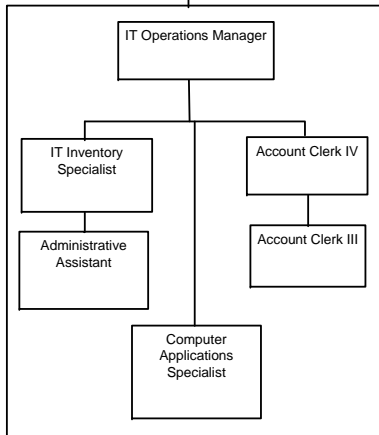 IT Operations Manager
IT Inventory
Specialist
Account Clerk IV
Administrative
Assistant
Account Clerk III
Computer
Applications
Specialist